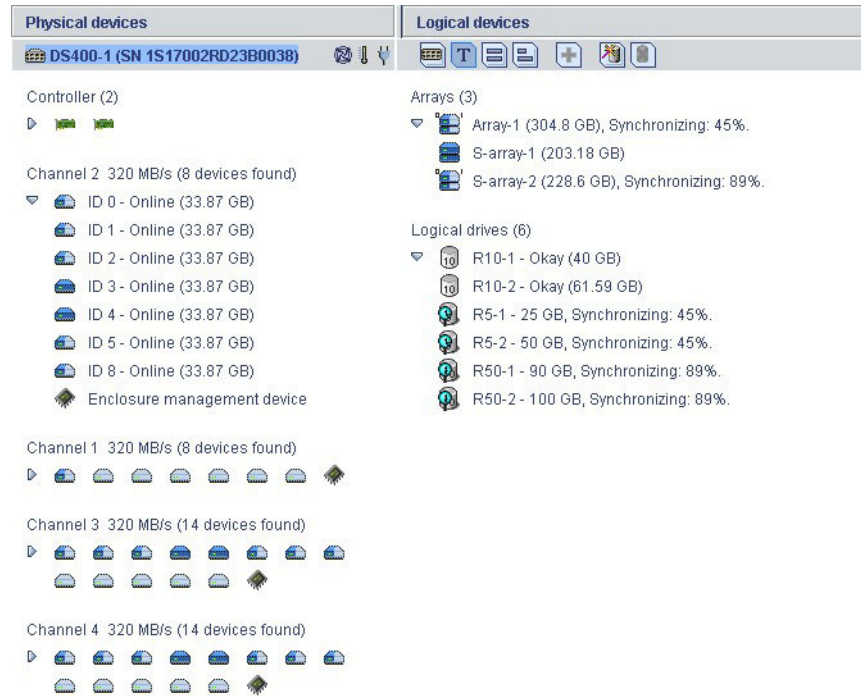 Physical devices
DS400-1 (SN 1S17002RD23B0038)
Controller (2)
Channel 2 320 MB/s (8 devices found)
ID 0 - Online (33.87 GB)
ID 1 - Online (33.87 GB)
ID 2 - Online (33.87 GB)
ID 3 - Online (33.87 GB)
ID 4 - Online (33.87 GB)
ID 5 - Online (33.87 GB)
ID 8 - Online (33.87 GB)
Enclosure management device
Channel 1 320 MB/s (8 devices found)
Channel 3 320 MB/s (14 devices found)
Channel 4 320 MB/s (14 devices found)
Logical devices
T
Arrays (3)
Array-1 (304.8 GB), Synchronizing: 45%.
S-array-1 (203.18 GB)
S-array-2 (228.6 GB), Synchronizing: 89%.
Logical drives (6)
10 R10-1 - Okay (40 GB)
10 R10-2 - Okay (61.59 GB)
R5-1 - 25 GB, Synchronizing: 45%.
R5-2 - 50 GB, Synchronizing: 45%.
R50-1 - 90 GB, Synchronizing: 89%.
R50-2 - 100 GB, Synchronizing: 89%.